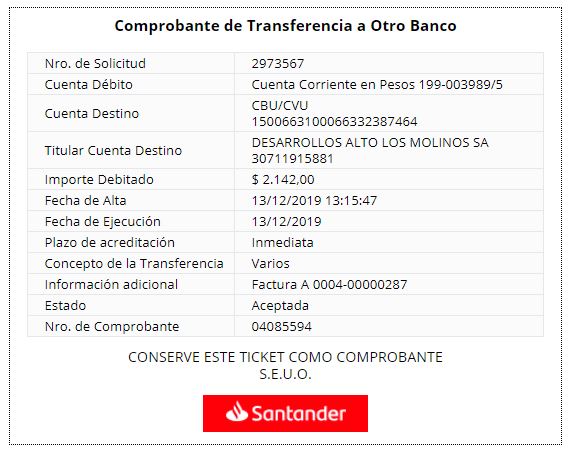 Comprobante de Transferencia a Otro Banco
Nro. de Solicitud 2973567
Cuenta Débito Cuenta Corriente en Pesos 199-003989/5
Cuenta Destino CBU/CVU
1500663100066332387464
Titular Cuenta Destino DESARROLLOS ALTO LOS MOLINOS SA
30711915881
Importe Debitado $ 2.142,00
Fecha de Alta 13/12/2019 13:15:47
Fecha de Ejecución 13/12/2019
Plazo de acreditación Inmediata
Concepto de la Transferencia Varios
Información adicional Factura A 0004-00000287
Estado Aceptada
Nro. de Comprobante 04085594
CONSERVE ESTE TICKET COMO COMPROBANTE
S.E.U.O.
Santander